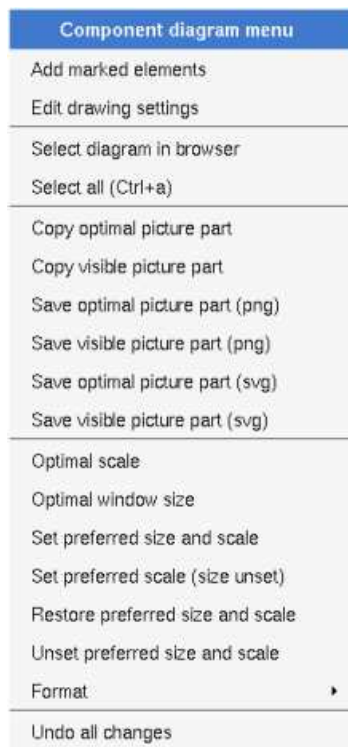 Component diagram menu
Add marked elements
Edit drawing settings
Select diagram in browser
Select all (Ctrl+a)
Copy optimal picture part
Copy visible picture part
Save optimal picture part (png)
Save visible picture part (png)
Save optimal picture part (svg)
Save visible picture part (svg)
Optimal scale
Optimal window size
Set preferred size and scale
Set preferred scale (size unset)
Restore preferred size and scale
Unset preferred size and scale
Format
Undo all changes